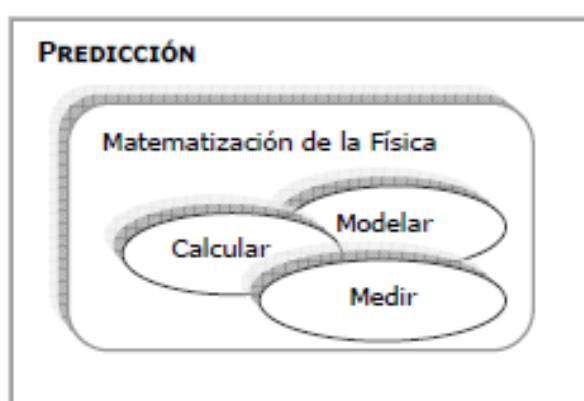 PREDICCIÓN
Matematización de la Física
Modelar
Calcular
Medir